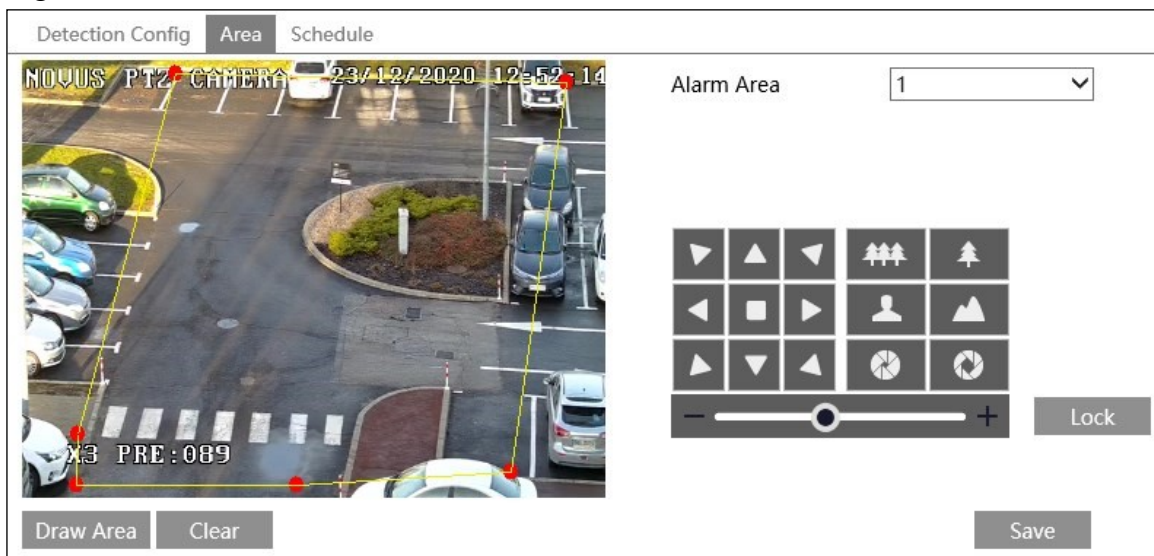 Detection Config Area Schedule
NOVUS PTZ CAMERA 23/12/2020 12:52:14
Alarm Area 1
X3 PRE:089
Lock
Draw Area Clear Save